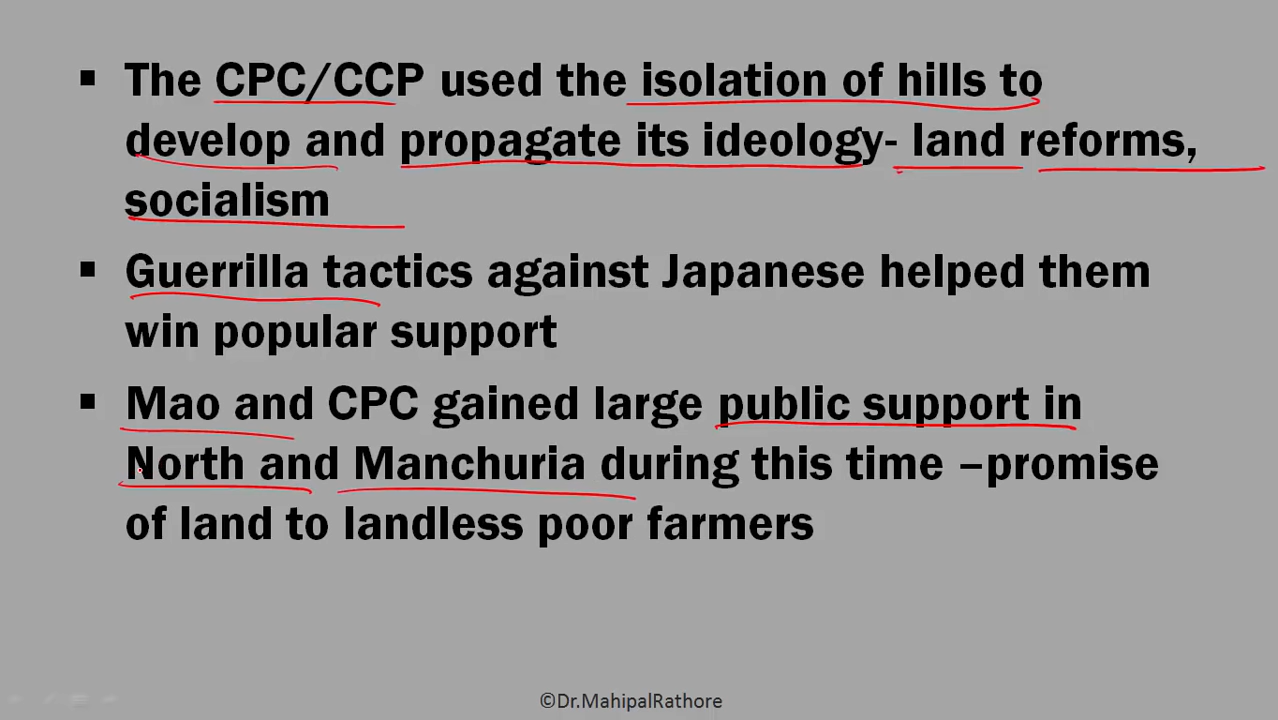 ▪ The CPC/CCP used the isolation of hills to
develop and propagate its ideology- land reforms,
socialism
▪ Guerrilla tactics against Japanese helped them
win popular support
▪ Mao and CPC gained large public support in
North and Manchuria during this time –promise
of land to landless poor farmers
©Dr.MahipalRathore